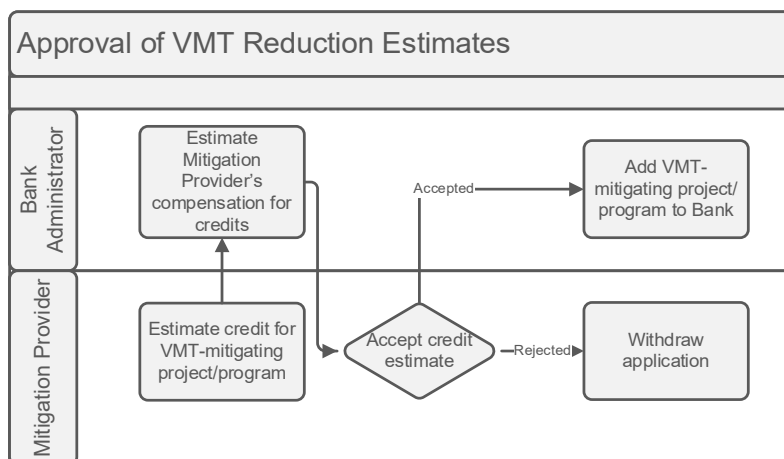 Approval of VMT Reduction Estimates
Bank
Administrator
Estimate
Mitigation
Provider’s
compensation for
credits
Accepted
Add VMT-
mitigating project/
program to Bank
Mitigation Provider
Estimate credit for
VMT-mitigating
project/program
Accept credit
estimate
Rejected
Withdraw
application